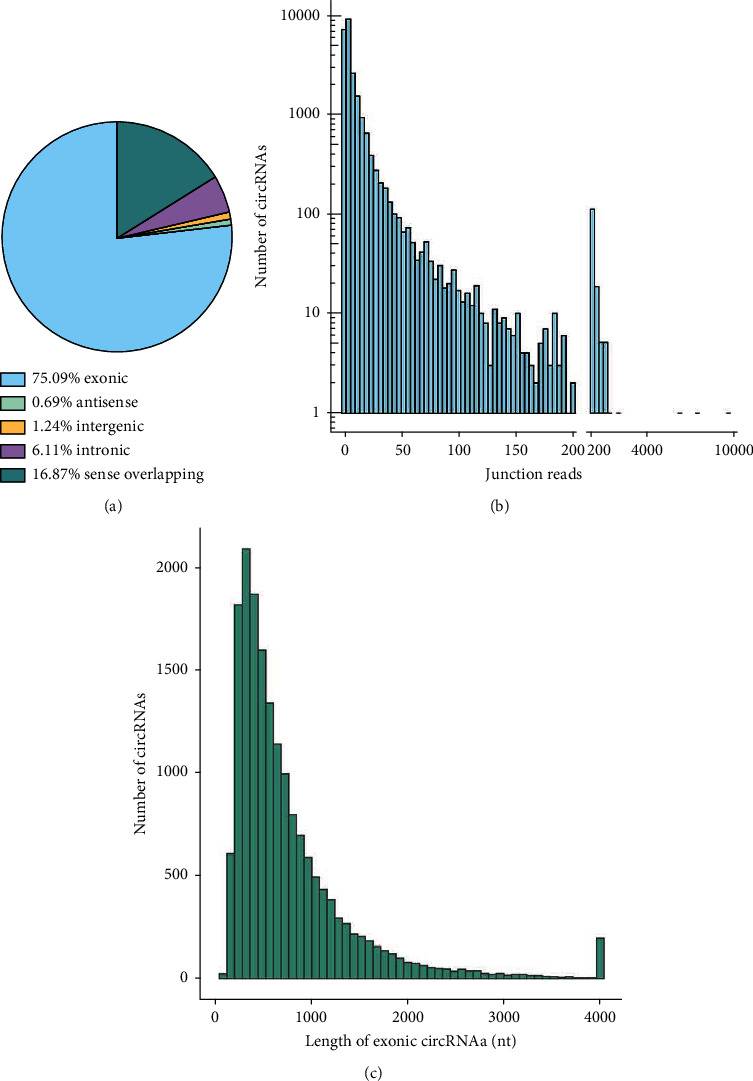 75.09% exonic
0.69% antisense
1.24% intergenic
6.11% intronic
16.87% sense overlapping
(a)
Number of circRNAs
10000
1000
100
10
1
0 50 100 150 200 200 4000 10000
Junction reads
(b)
Number of circRNAs
2000
1500
1000
500
0
0 1000 2000 3000 4000
Length of exonic circRNAa (nt)
(c)